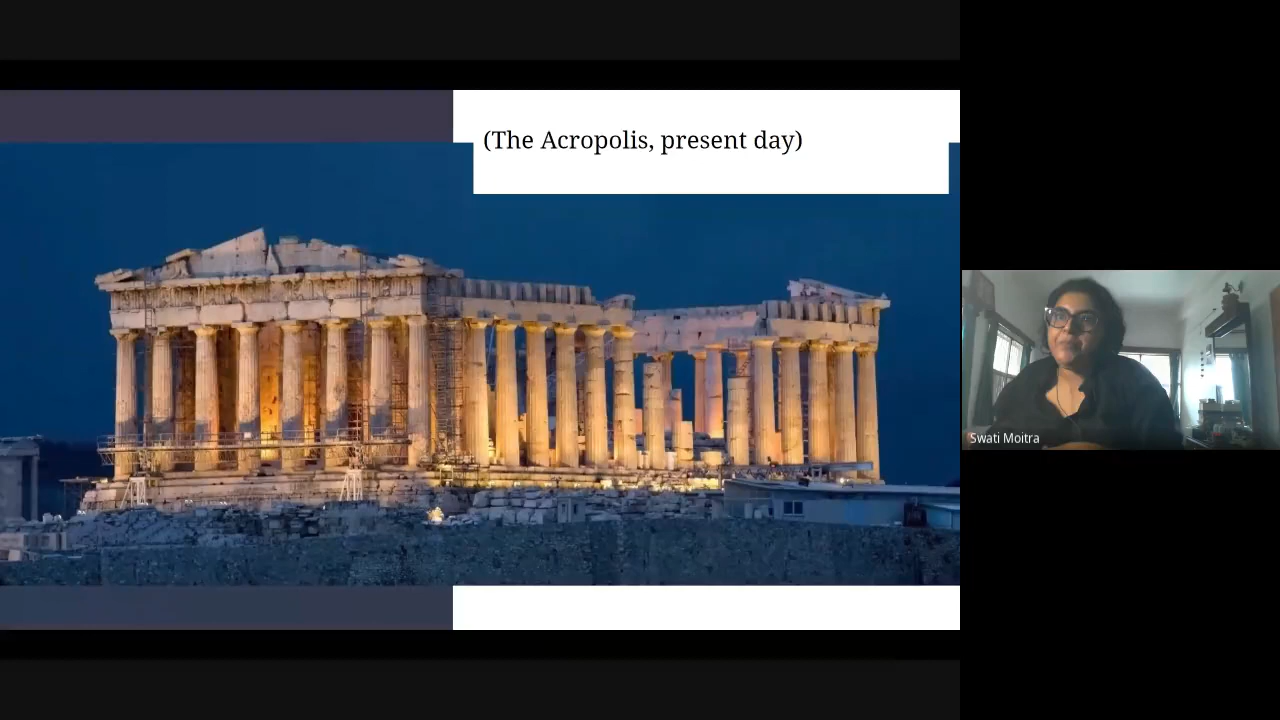 (The Acropolis, present day)
Swati Moitra